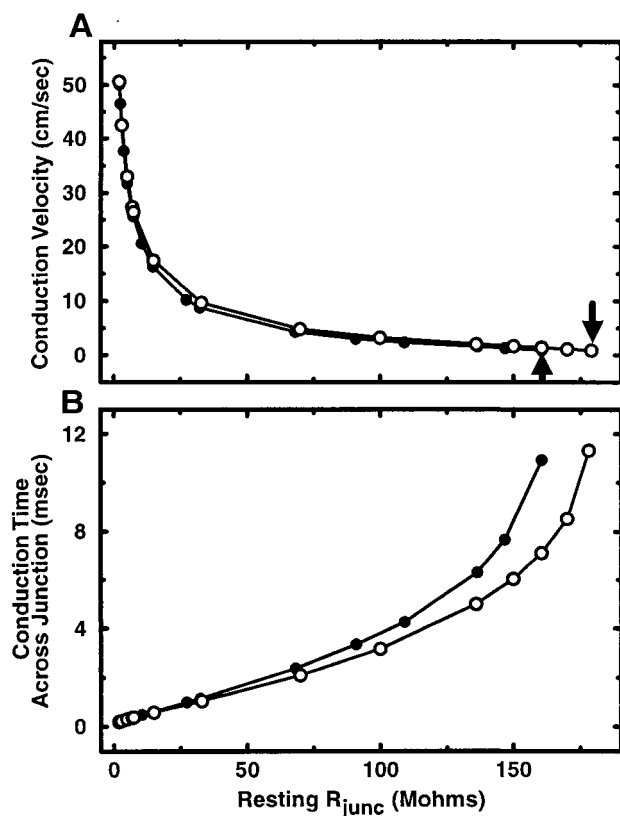 A
Conduction Velocity (cm/sec)
50
40
30
20
10
0
B
Conduction Time
Across Junction (msec)
12
8
4
0
0
50
100
150
Resting Rjunc (Mohms)